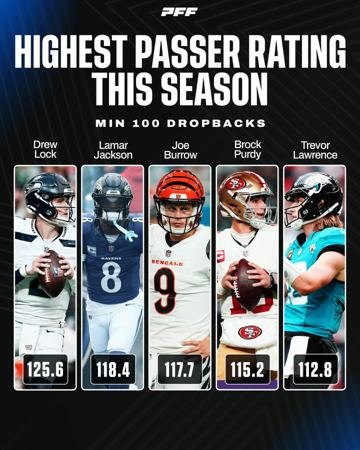 PFF
HIGHEST PASSER RATING
THIS SEASON
MIN 100 DROPBACKS
Drew
Lock
Lamar
Jackson
Joe
Burrow
Brock
Purdy
Trevor
Lawrence
RAVENS
8
BENGALS
9
125.6
118.4
117.7
115.2
112.8